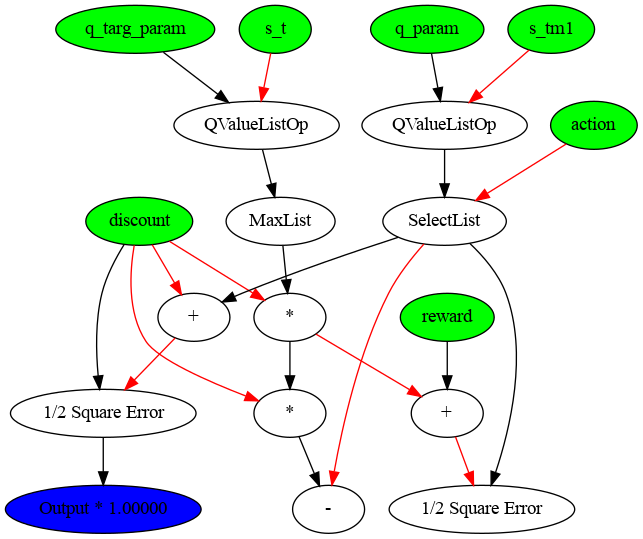 q_targ_param
s_t
q_param
s_tm1
QValueListOp
QValueListOp
action
discount
MaxList
SelectList
+
*
reward
1/2 Square Error
*
+
Output * 1.00000
-
1/2 Square Error